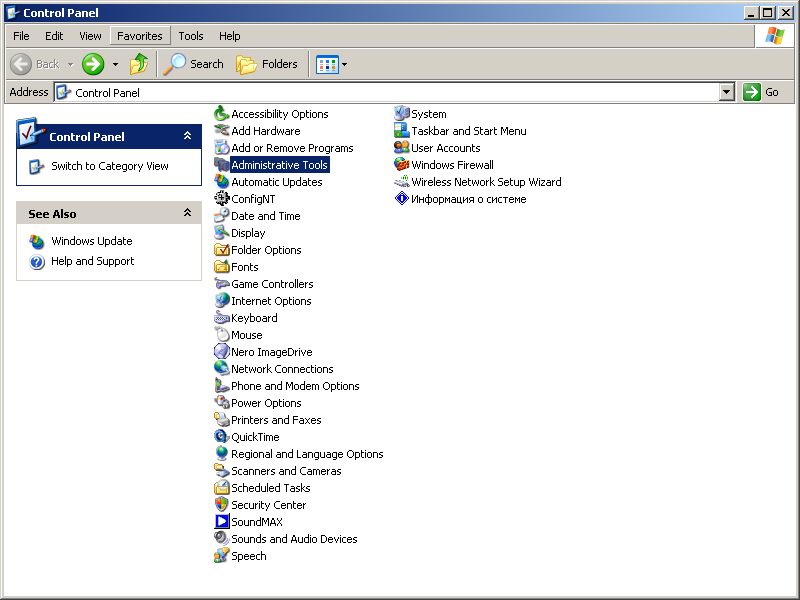 Control Panel
File Edit View Favorites Tools Help
Back Search Folders
Address Control Panel Go
Control Panel
Switch to Category View
See Also
Windows Update
Help and Support
Accessibility Options
Add Hardware
Add or Remove Programs
Administrative Tools
Automatic Updates
ConfigNT
Date and Time
Display
Folder Options
Fonts
Game Controllers
Internet Options
Keyboard
Mouse
Nero ImageDrive
Network Connections
Phone and Modem Options
Power Options
Printers and Faxes
QuickTime
Regional and Language Options
Scanners and Cameras
Scheduled Tasks
Security Center
SoundMAX
Sounds and Audio Devices
Speech
System
Taskbar and Start Menu
User Accounts
Windows Firewall
Wireless Network Setup Wizard
Информация о системе